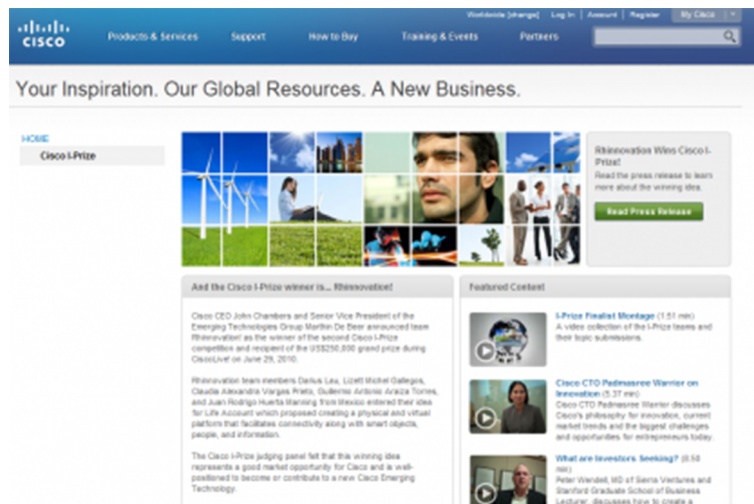 Worldwide [change] Log In Account Register My Cisco
CISCO
Products & Services Support How to Buy Training & Events Partners
Your Inspiration. Our Global Resources. A New Business.
HOME
Cisco I-Prize
Rhinnovation Wins Cisco I-
Prize!
Read the press release to learn
more about the winning idea.
Read Press Release
And the Cisco I-Prize winner is... Rhinnovation!
Cisco CEO John Chambers and Senior Vice President of the
Emerging Technologies Group Marthin De Beer announced team
Rhinnovation! as the winner of the second Cisco I-Prize
competition and recipient of the US$250,000 grand prize during
CiscoLive! on June 29, 2010.
Rhinnovation team members Darius Lau, Lizett Michel Gallegos,
Claudia Alexandra Vargas Prieto, Guillermo Antonio Araiza Torres,
and Juan Rodrigo Huerta Manning from Mexico entered their idea
for Life Account which proposed creating a physical and virtual
platform that facilitates connectivity along with smart objects,
people, and information.
The Cisco I-Prize judging panel felt that this winning idea
represents a good market opportunity for Cisco and is well-
positioned to become or contribute to a new Cisco Emerging
Technology.
Featured Content
I-Prize Finalist Montage (1:51 min)
A video collection of the I-Prize teams and
their topic submissions.
Cisco CTO Padmasree Warrior on
Innovation (5:37 min)
Cisco CTO Padmasree Warrior discusses
Cisco's philosophy for innovation, current
market trends and the biggest challenges
and opportunities for entrepreneurs today.
What are Investors Seeking? (8:50
min)
Peter Wendell, MD of Sierra Ventures and
Stanford Graduate School of Business
Lecturer, discusses how to create a